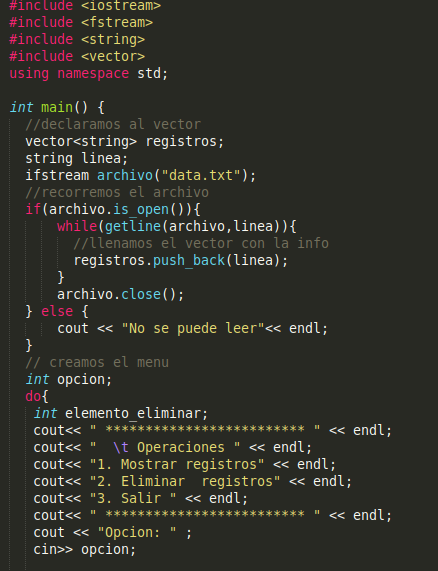 #include <iostream>
#include <fstream>
#include <string>
#include <vector>
using namespace std;

int main() {
  //declaramos al vector
  vector<string> registros;
  string linea;
  ifstream archivo("data.txt");
  //recorremos el archivo
  if(archivo.is_open()){
      while(getline(archivo,linea)){
        //llenamos el vector con la info
        registros.push_back(linea);
      }
      archivo.close();
  } else {
      cout << "No se puede leer"<< endl;
  }
  // creamos el menu
  int opcion;
  do{
   int elemento_eliminar;
   cout<< " ************************* " << endl;
   cout<< "  \t Operaciones " << endl;
   cout<< "1. Mostrar registros"<< endl;
   cout<< "2. Eliminar  registros"<< endl;
   cout<< "3. Salir " << endl;
   cout<< " ************************* " << endl;
   cout << "Opcion: " ;
   cin>> opcion;